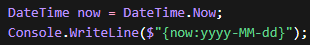 DateTime now = DateTime.Now;
Console.WriteLine($"{now:yyyy-MM-dd}");